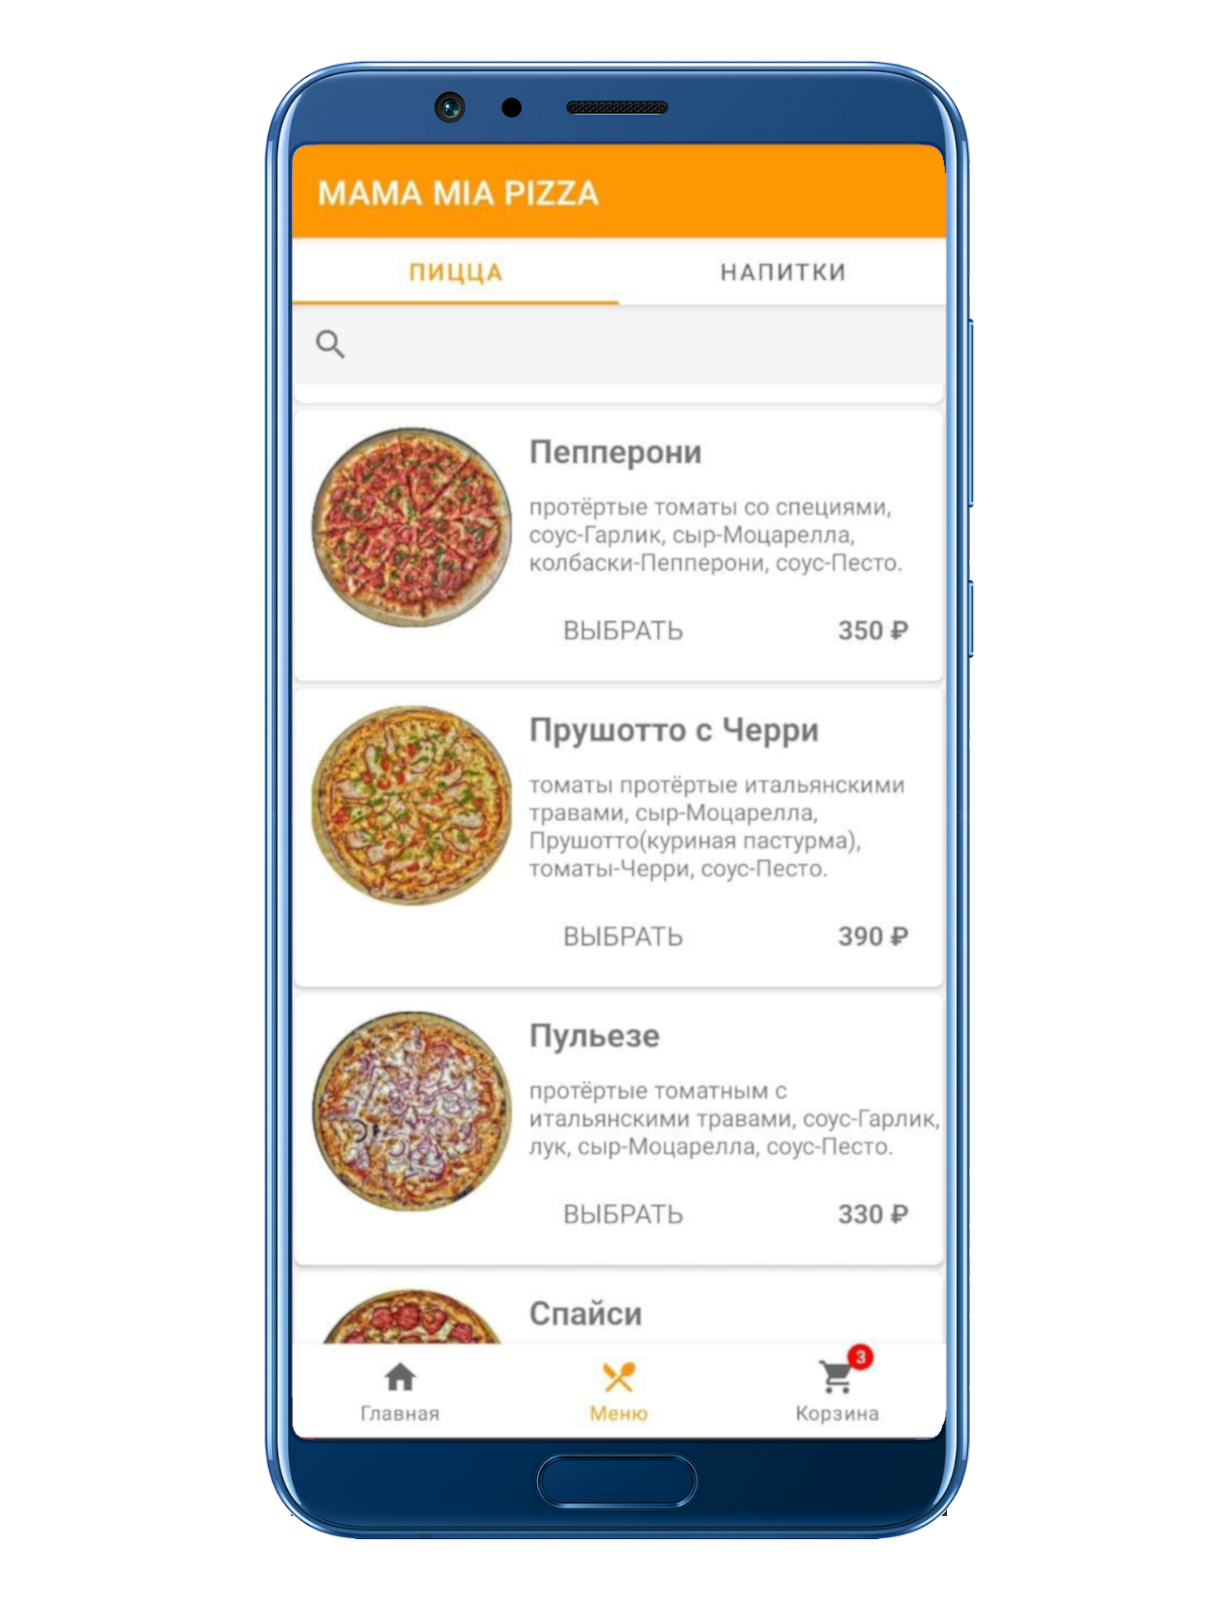 MAMA MIA PIZZA
ПИЦЦА
НАПИТКИ
Пепперони
протёртые томаты со специями,
соус-Гарлик, сыр-Моцарелла,
колбаски-Пепперони, соус-Песто.
ВЫБРАТЬ
350 ₽
Прушотто с Черри
томаты протёртые итальянскими
травами, сыр-Моцарелла,
Прушотто(куриная пастурма),
томаты-Черри, соус-Песто.
ВЫБРАТЬ
390 ₽
Пульезе
протёртые томатным с
итальянскими травами, соус-Гарлик,
лук, сыр-Моцарелла, соус-Песто.
ВЫБРАТЬ
330 ₽
Спайси
3
Главная
Меню
Корзина